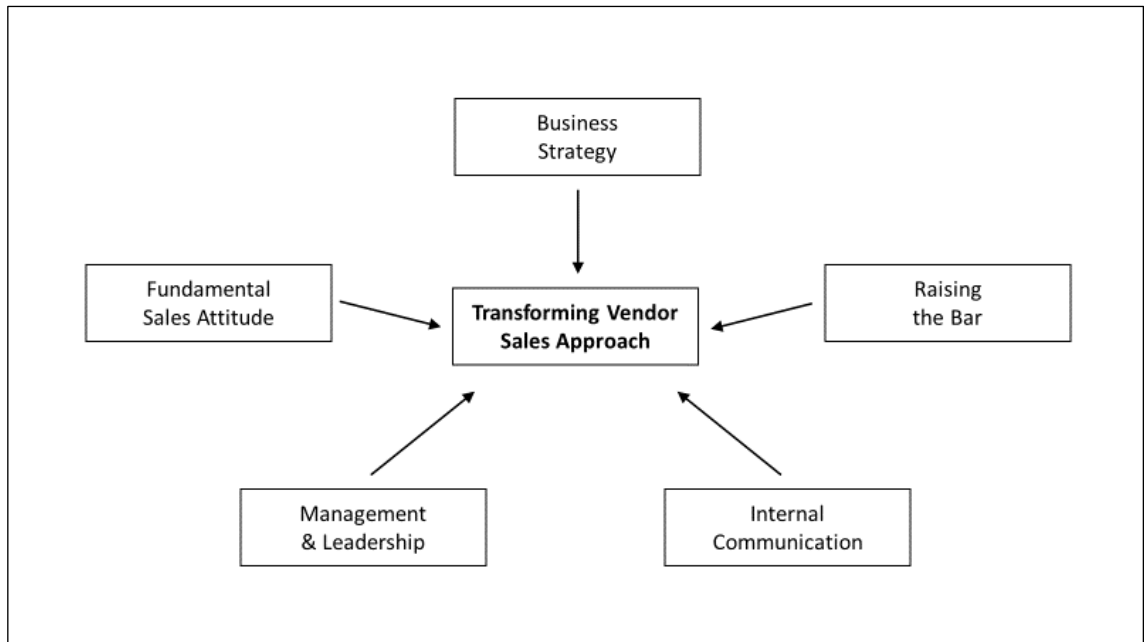 Business
Strategy
Fundamental
Sales Attitude
Transforming Vendor
Sales Approach
Raising
the Bar
Management
& Leadership
Internal
Communication